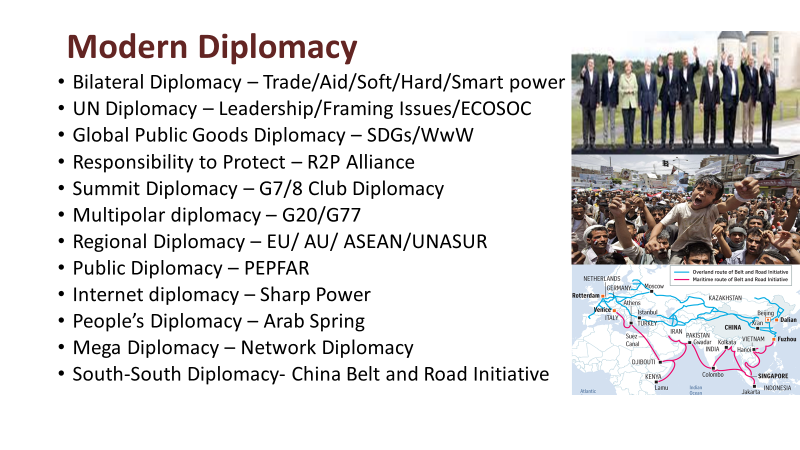 Modern Diplomacy
• Bilateral Diplomacy – Trade/Aid/Soft/Hard/Smart power
• UN Diplomacy – Leadership/Framing Issues/ECOSOC
• Global Public Goods Diplomacy – SDGs/WwW
• Responsibility to Protect – R2P Alliance
• Summit Diplomacy – G7/8 Club Diplomacy
• Multipolar diplomacy – G20/G77
• Regional Diplomacy – EU/ AU/ ASEAN/UNASUR
• Public Diplomacy – PEPFAR
• Internet diplomacy – Sharp Power
• People’s Diplomacy – Arab Spring
• Mega Diplomacy – Network Diplomacy
• South-South Diplomacy- China Belt and Road Initiative
Overland route of Belt and Road Initiative
Maritime route of Belt and Road Initiative
NETHERLANDS
GERMANY
Moscow
Rotterdam
KAZAKHSTAN
Athens
Venice
Istanbul
ITALY
TURKEY
Beijing
Dalian
Xian
CHINA
IRAN
PAKISTAN
Suez
Canal
Gwadar
Kolkata
VIETNAM
Fuzhou
INDIA
Hanoi
DJIBOUTI
Colombo
KENYA
SINGAPORE
Lamu
Jakarta
INDONESIA
Atlantic
Indian
Ocean